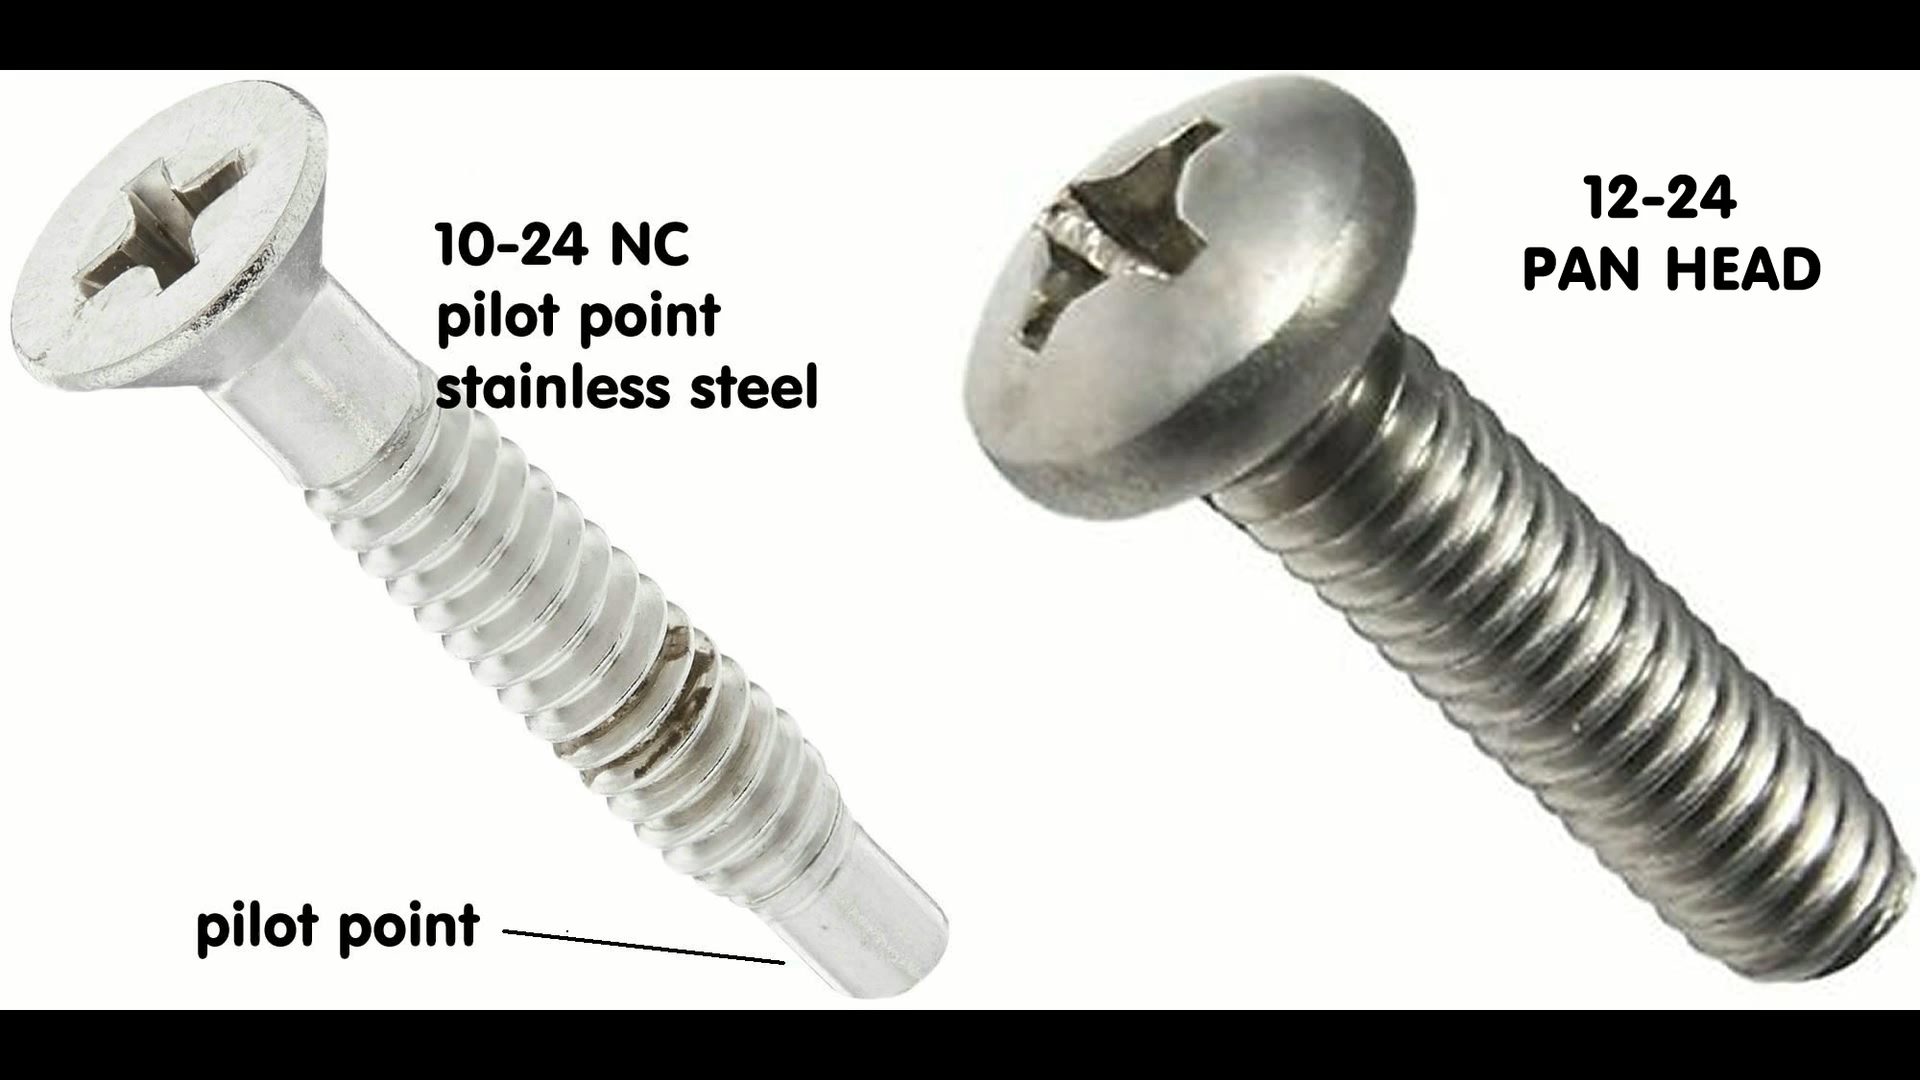 10-24 NC
pilot point
stainless steel
pilot point
12-24
PAN HEAD